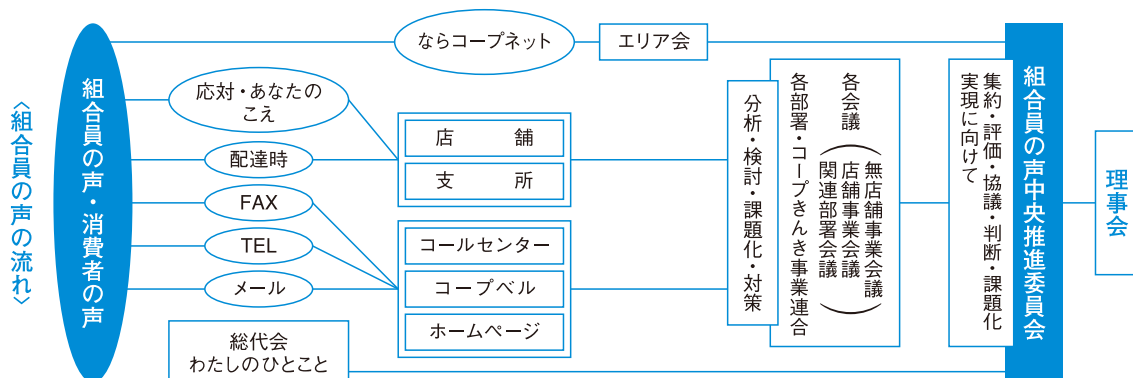 〈組合員の声の流れ〉
組合員の声・消費者の声
ならコープネット
エリア会
応対・あなたの
こえ
配達時
FAX
TEL
メール
総代会
わたしのひとこと
店舗
支所
コールセンター
コープベル
ホームページ
分析・検討・課題化・対策
各会議(無店舗事業会議
店舗事業会議
関連部署会議)
各部署・コープきんき事業連合
集約・評価・協議・判断・課題化
実現に向けて
組合員の声中央推進委員会
理事会